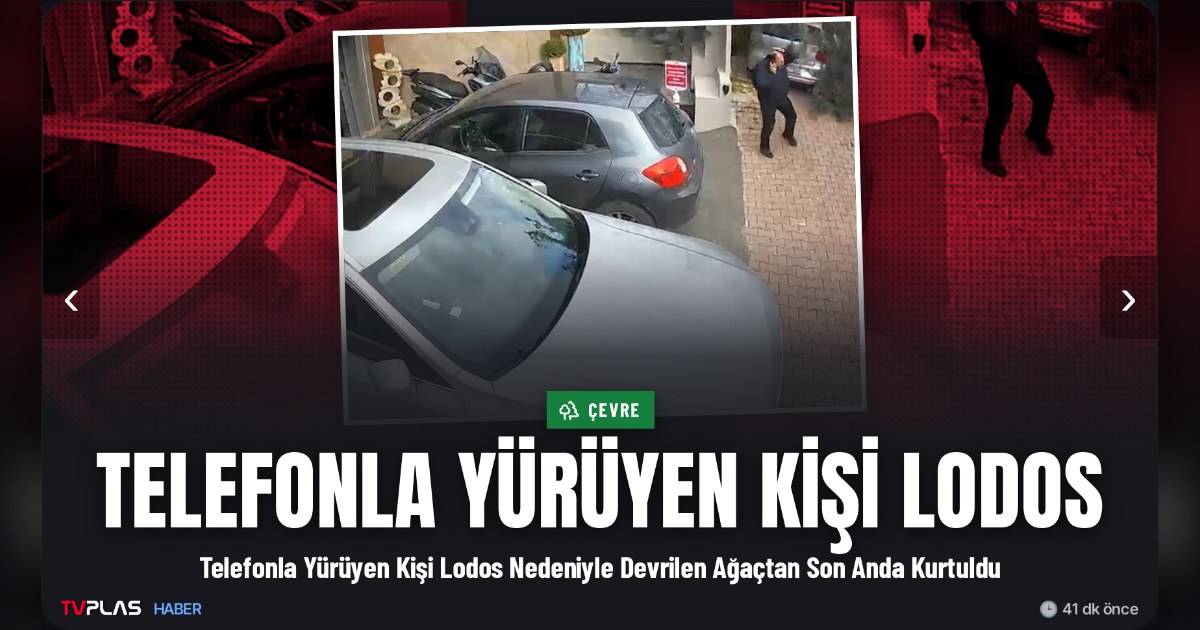 ÇEVRE
TELEFONLA YÜRÜYEN KİŞİ LODOS
Telefonla Yürüyen Kişi Lodos Nedeniyle Devrilen Ağaçtan Son Anda Kurtuldu
TVPLAS HABER
41 dk önce